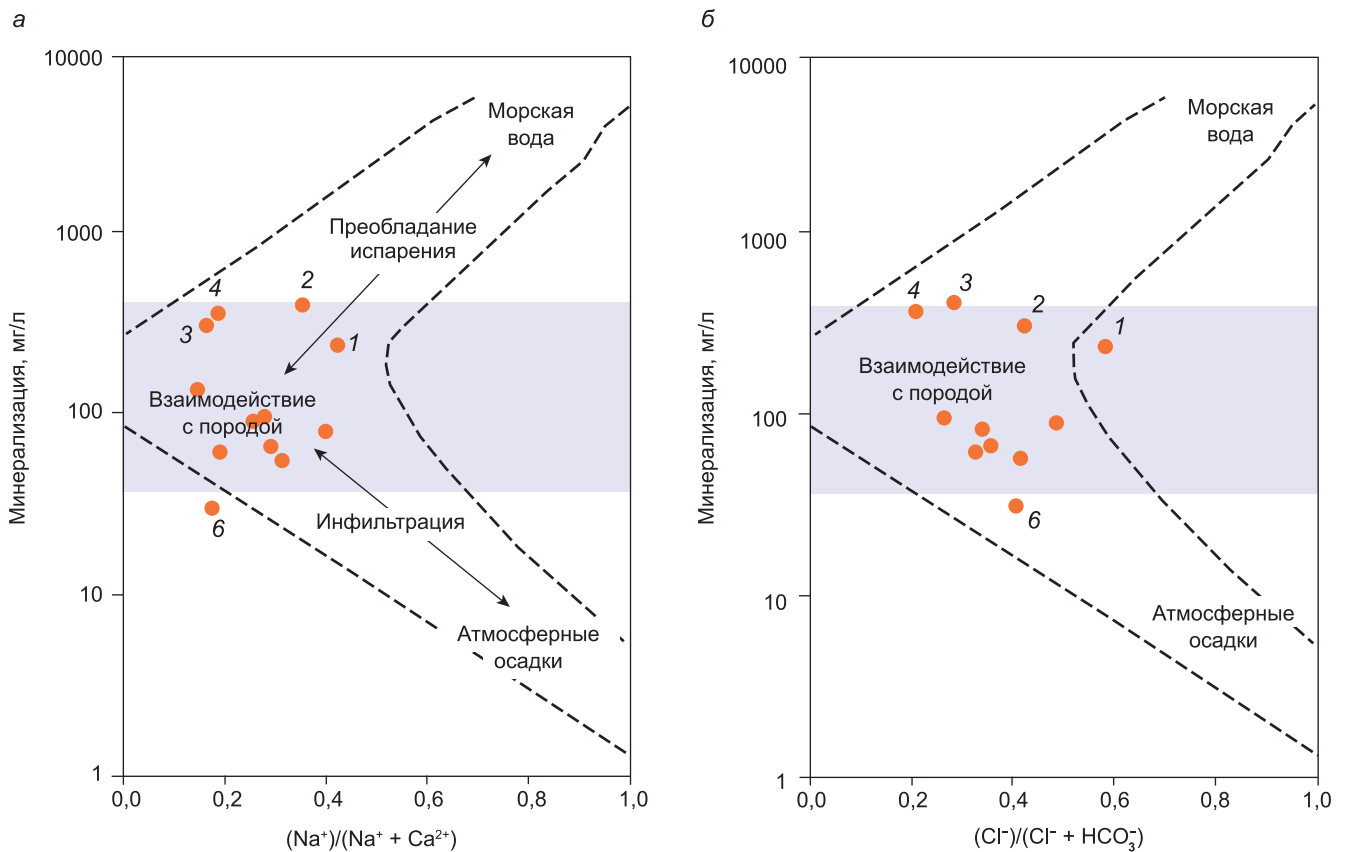 а
10000
1000
100
10
1
Минерализация, мг/л
Морская
вода
Преобладание
испарения
4
2
3
1
Взаимодействие
с породой
6
Инфильтрация
Атмосферные
осадки
0,0
0,2
0,4
0,6
0,8
1,0
(Na⁺)/(Na⁺ + Ca²⁺)
б
10000
1000
100
10
1
Минерализация, мг/л
Морская
вода
4
3
2
1
Взаимодействие
с породой
6
Атмосферные
осадки
0,0
0,2
0,4
0,6
0,8
1,0
(Cl⁻)/(Cl⁻ + HCO₃⁻)